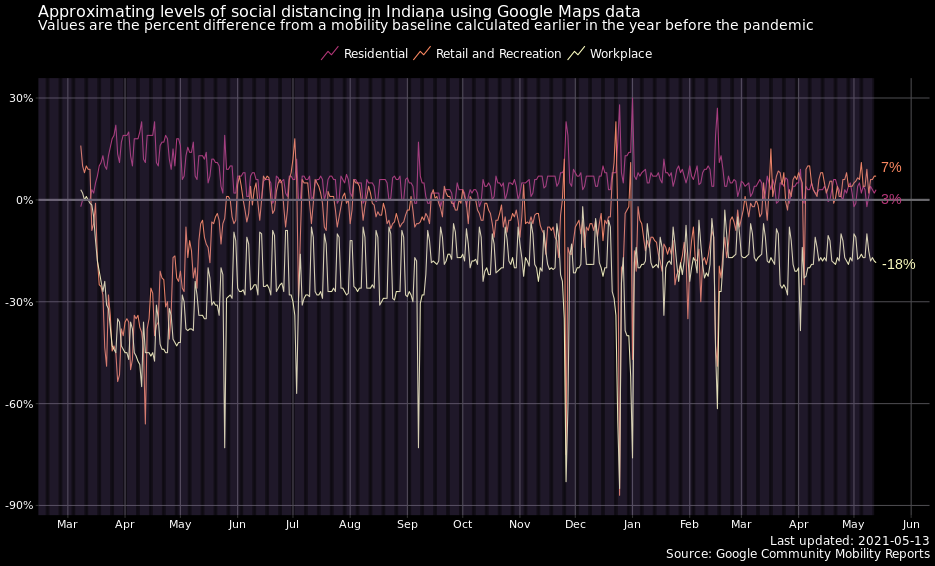 Approximating levels of social distancing in Indiana using Google Maps data
Values are the percent difference from a mobility baseline calculated earlier in the year before the pandemic
Residential Retail and Recreation Workplace
30%
0%
-30%
-60%
-90%
7%
3%
-18%
Mar Apr May Jun Jul Aug Sep Oct Nov Dec Jan Feb Mar Apr May Jun
Last updated: 2021-05-13
Source: Google Community Mobility Reports